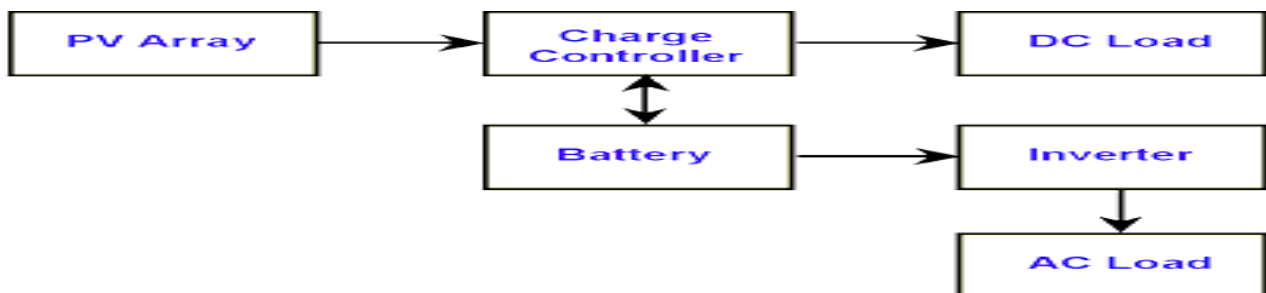 PV Array
Charge
Controller
DC Load
Battery
Inverter
AC Load